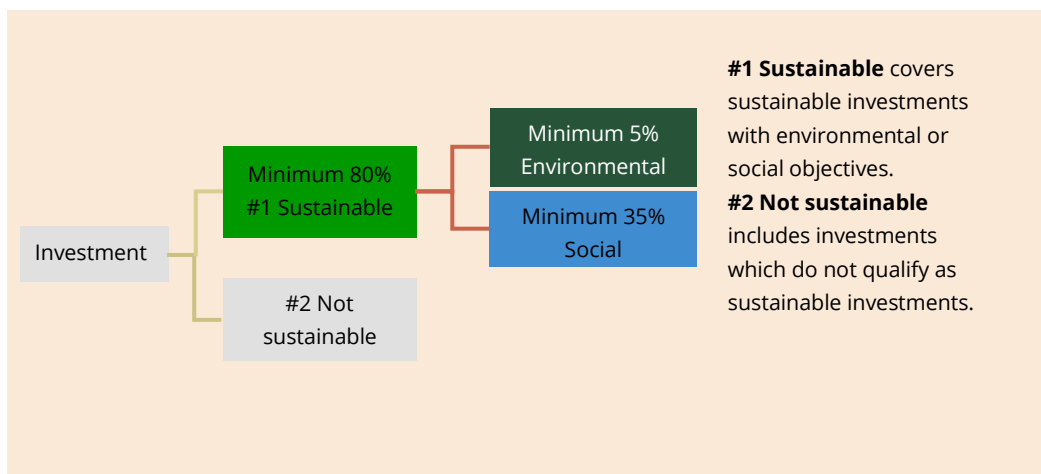 Investment
Minimum 80%
#1 Sustainable
#2 Not
sustainable
Minimum 5%
Environmental
Minimum 35%
Social
#1 Sustainable covers
sustainable investments
with environmental or
social objectives.
#2 Not sustainable
includes investments
which do not qualify as
sustainable investments.